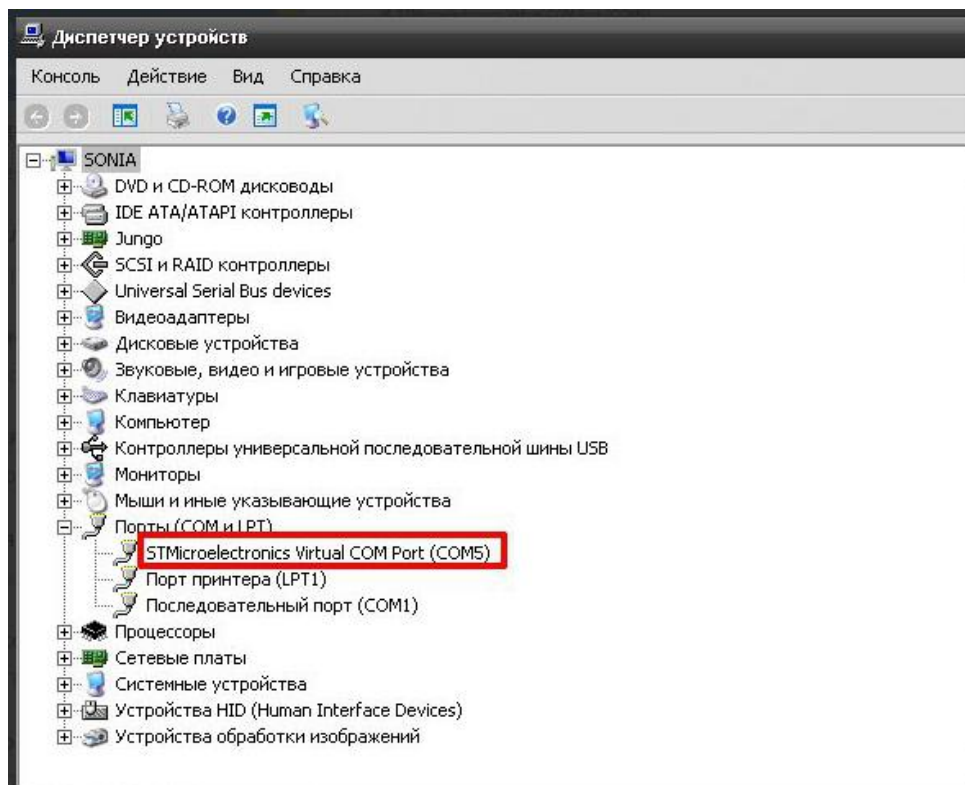 Диспетчер устройств
Консоль Действие Вид Справка
SONIA
DVD и CD-ROM дисководы
IDE ATA/ATAPI контроллеры
Jungo
SCSI и RAID контроллеры
Universal Serial Bus devices
Видеоадаптеры
Дисковые устройства
Звуковые, видео и игровые устройства
Клавиатуры
Компьютер
Контроллеры универсальной последовательной шины USB
Мониторы
Мыши и иные указывающие устройства
Порты (COM и LPT)
STMicroelectronics Virtual COM Port (COM5)
Порт принтера (LPT1)
Последовательный порт (COM1)
Процессоры
Сетевые платы
Системные устройства
Устройства HID (Human Interface Devices)
Устройства обработки изображений